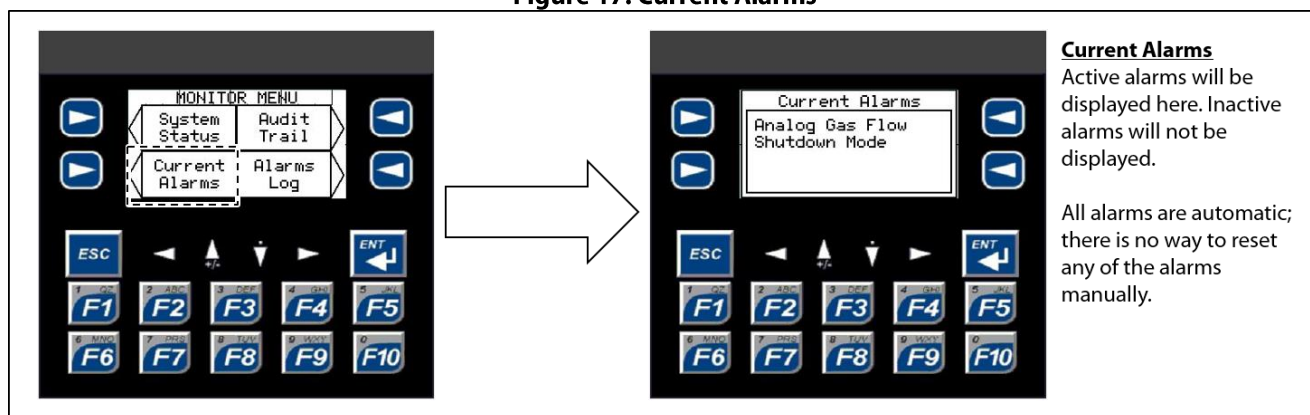 Figure 17. Current Alarms
MONITOR MENU
System Status
Audit Trail
Current Alarms
Alarms Log
ESC
+/-
ENT
1 QZ F1
2 ABC F2
3 DEF F3
4 GHI F4
5 JKL F5
6 MNO F6
7 PRS F7
8 TUV F8
9 WXY F9
0 F10
Current Alarms
Analog Gas Flow
Shutdown Mode
ESC
+/-
ENT
1 QZ F1
2 ABC F2
3 DEF F3
4 GHI F4
5 JKL F5
6 MNO F6
7 PRS F7
8 TUV F8
9 WXY F9
0 F10
Current Alarms
Active alarms will be
displayed here. Inactive
alarms will not be
displayed.
All alarms are automatic;
there is no way to reset
any of the alarms
manually.